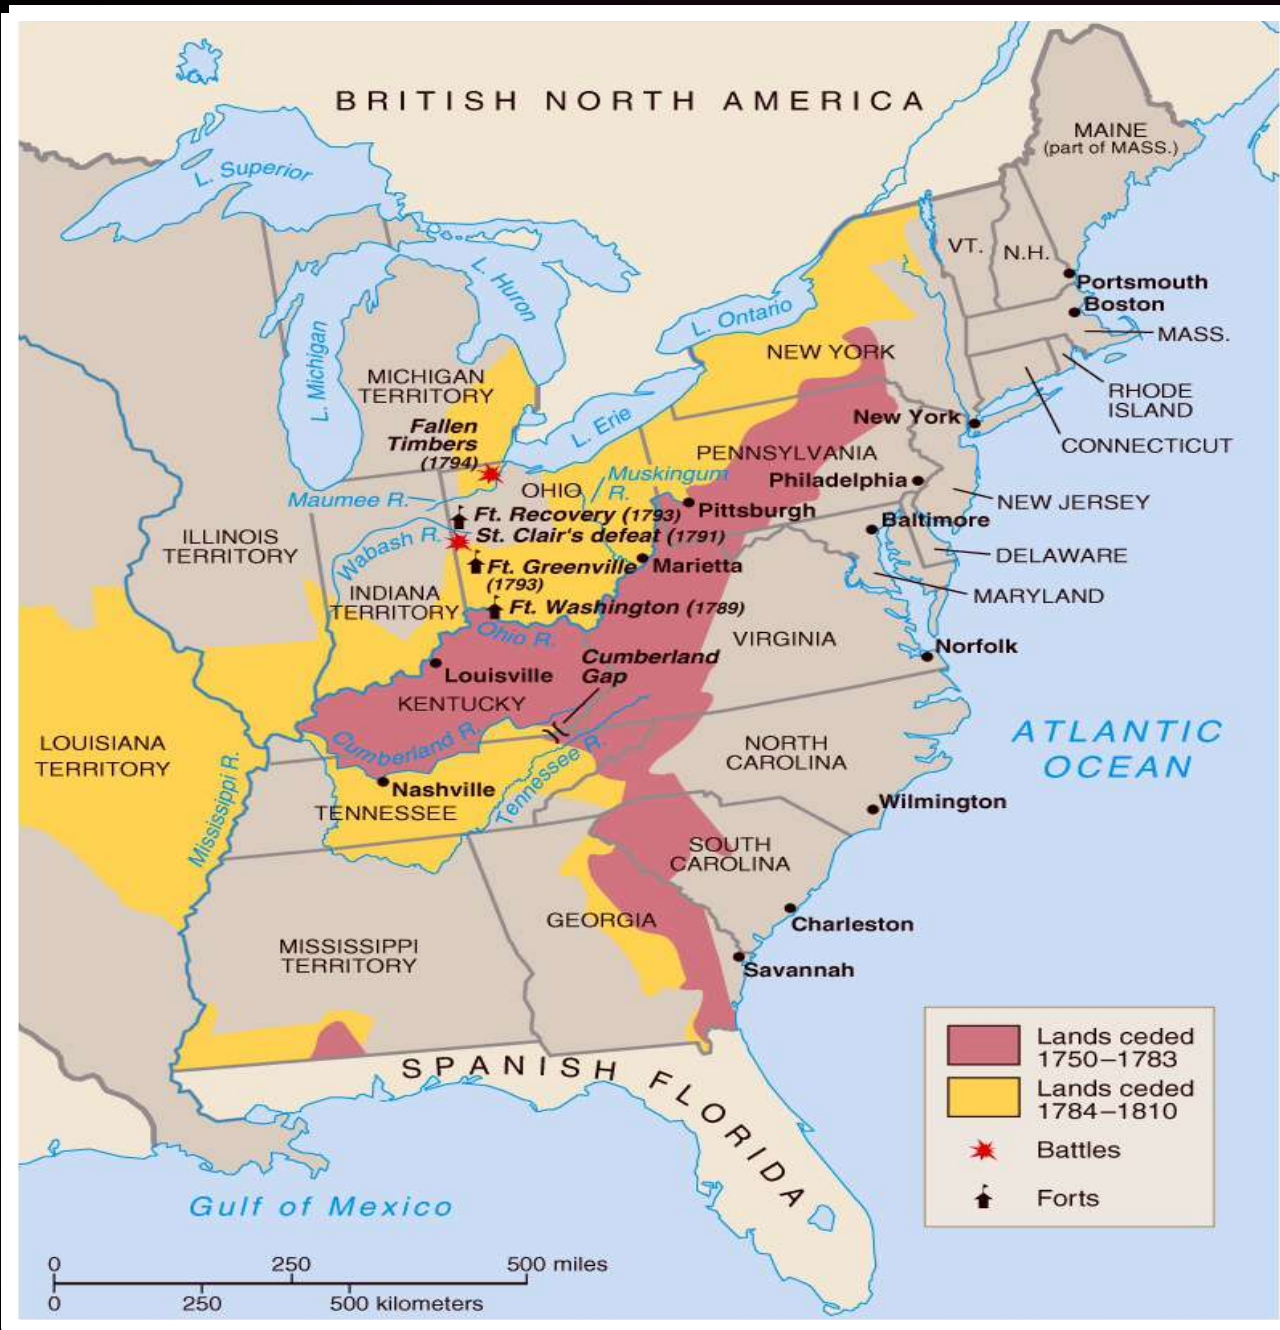 BRITISH NORTH AMERICA
MAINE
(part of MASS.)
L. Superior
VT.
N.H.
L. Huron
Portsmouth
Boston
L. Ontario
MASS.
L. Michigan
NEW YORK
MICHIGAN
TERRITORY
RHODE
ISLAND
Fallen
Timbers
(1794)
L. Erie
New York
CONNECTICUT
PENNSYLVANIA
Muskingum
R.
Philadelphia
OHIO
Maumee R.
NEW JERSEY
Ft. Recovery (1793)
Pittsburgh
Baltimore
ILLINOIS
TERRITORY
Wabash R.
St. Clair's defeat (1791)
DELAWARE
Ft. Greenville
(1793)
Marietta
INDIANA
TERRITORY
MARYLAND
Ft. Washington (1789)
Ohio R.
VIRGINIA
Norfolk
Cumberland
Gap
Louisville
KENTUCKY
LOUISIANA
TERRITORY
Cumberland R.
NORTH
CAROLINA
ATLANTIC
OCEAN
Mississippi R.
Tennessee R.
Nashville
TENNESSEE
Wilmington
SOUTH
CAROLINA
GEORGIA
Charleston
MISSISSIPPI
TERRITORY
Savannah
SPANISH FLORIDA
Lands ceded
1750–1783
Lands ceded
1784–1810
Battles
Forts
Gulf of Mexico
0 250 500 miles
0 250 500 kilometers